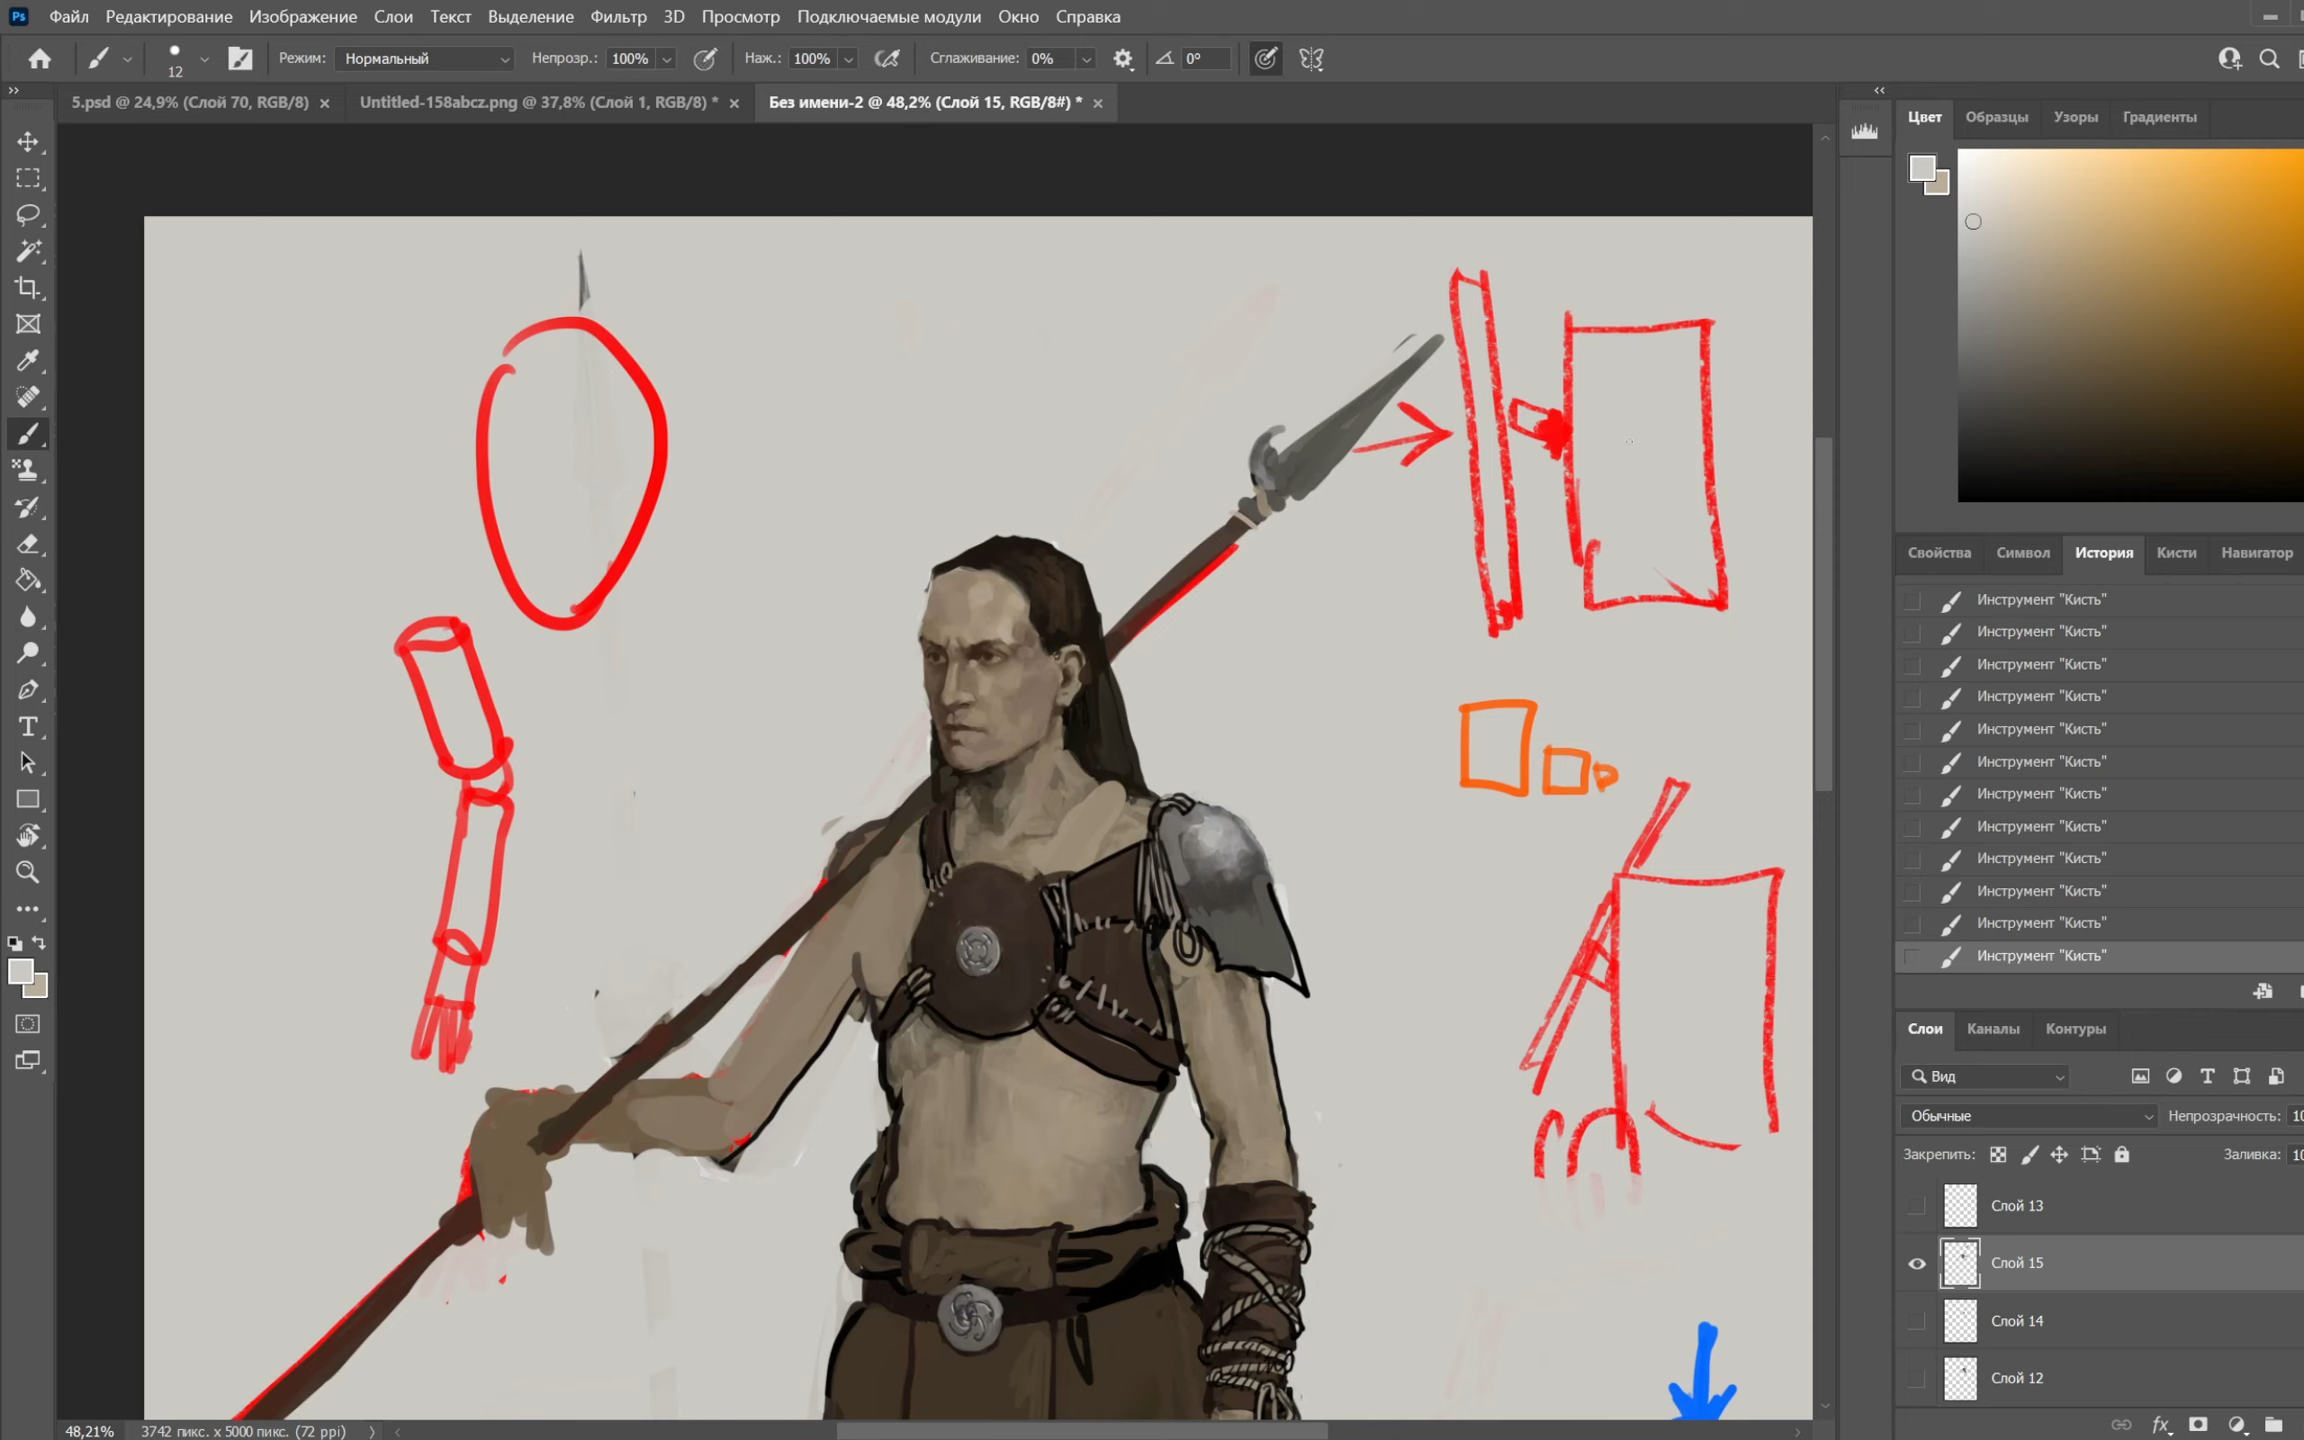 Ps Файл Редактирование Изображение Слои Текст Выделение Фильтр 3D Просмотр Подключаемые модули Окно Справка
12 Режим: Нормальный Непрозр.: 100% Наж.: 100% Сглаживание: 0% 0°
5.psd @ 24,9% (Слой 70, RGB/8) Untitled-158abcz.png @ 37,8% (Слой 1, RGB/8) * Без имени-2 @ 48,2% (Слой 15, RGB/8#) *
Цвет Образцы Узоры Градиенты
Свойства Символ История Кисти Навигатор
Инструмент "Кисть"
Инструмент "Кисть"
Инструмент "Кисть"
Инструмент "Кисть"
Инструмент "Кисть"
Инструмент "Кисть"
Инструмент "Кисть"
Инструмент "Кисть"
Инструмент "Кисть"
Инструмент "Кисть"
Инструмент "Кисть"
Инструмент "Кисть"
Слои Каналы Контуры
Вид
Обычные Непрозрачность: 10
Закрепить: Заливка: 10
Слой 13
Слой 15
Слой 14
Слой 12
fx
48,21% 3742 пикс. x 5000 пикс. (72 ppi)